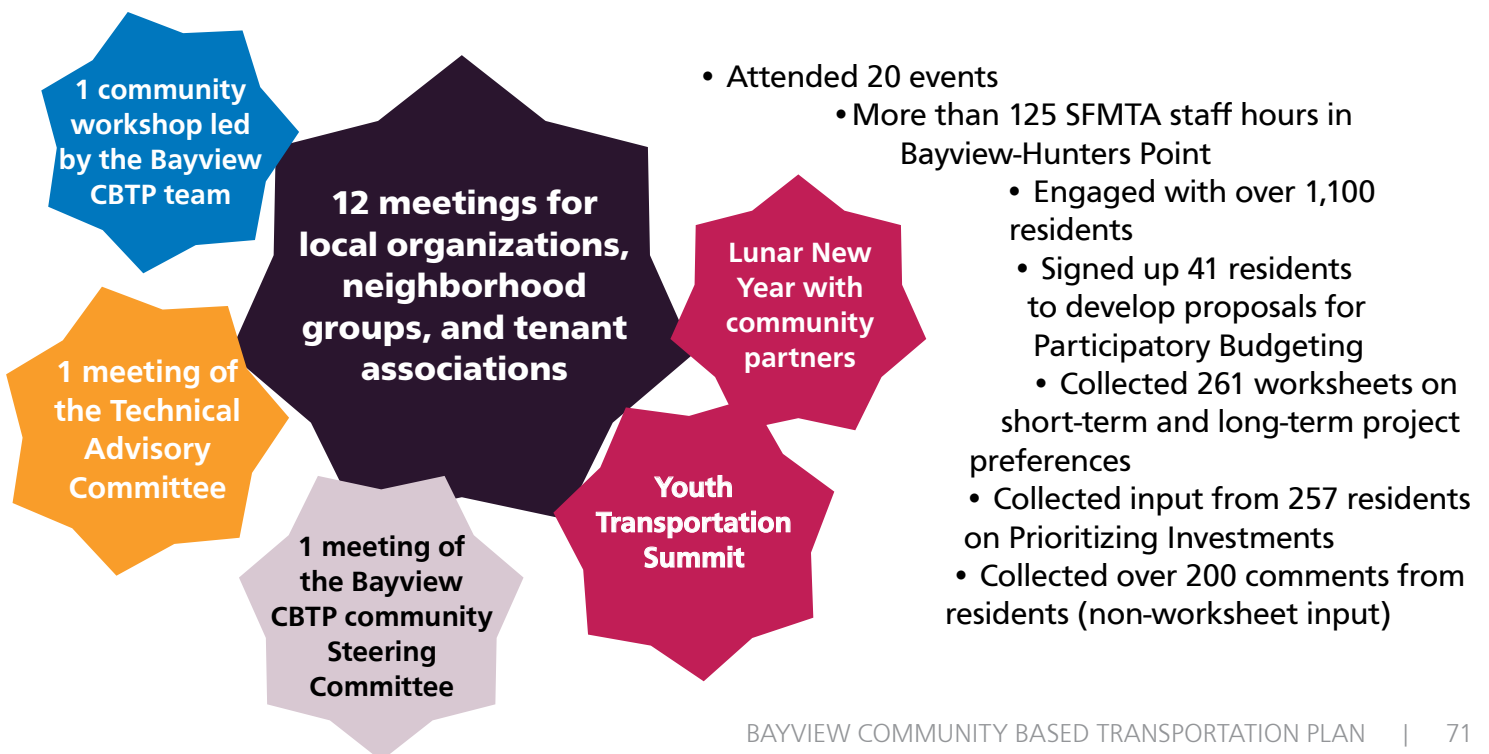 1 community
workshop led
by the Bayview
CBTP team
12 meetings for
local organizations,
neighborhood
groups, and tenant
associations
Lunar New
Year with
community
partners
1 meeting of
the Technical
Advisory
Committee
Youth
Transportation
Summit
1 meeting of
the Bayview
CBTP community
Steering
Committee
• Attended 20 events
• More than 125 SFMTA staff hours in
Bayview-Hunters Point
• Engaged with over 1,100
residents
• Signed up 41 residents
to develop proposals for
Participatory Budgeting
• Collected 261 worksheets on
short-term and long-term project
preferences
• Collected input from 257 residents
on Prioritizing Investments
• Collected over 200 comments from
residents (non-worksheet input)
BAYVIEW COMMUNITY BASED TRANSPORTATION PLAN | 71